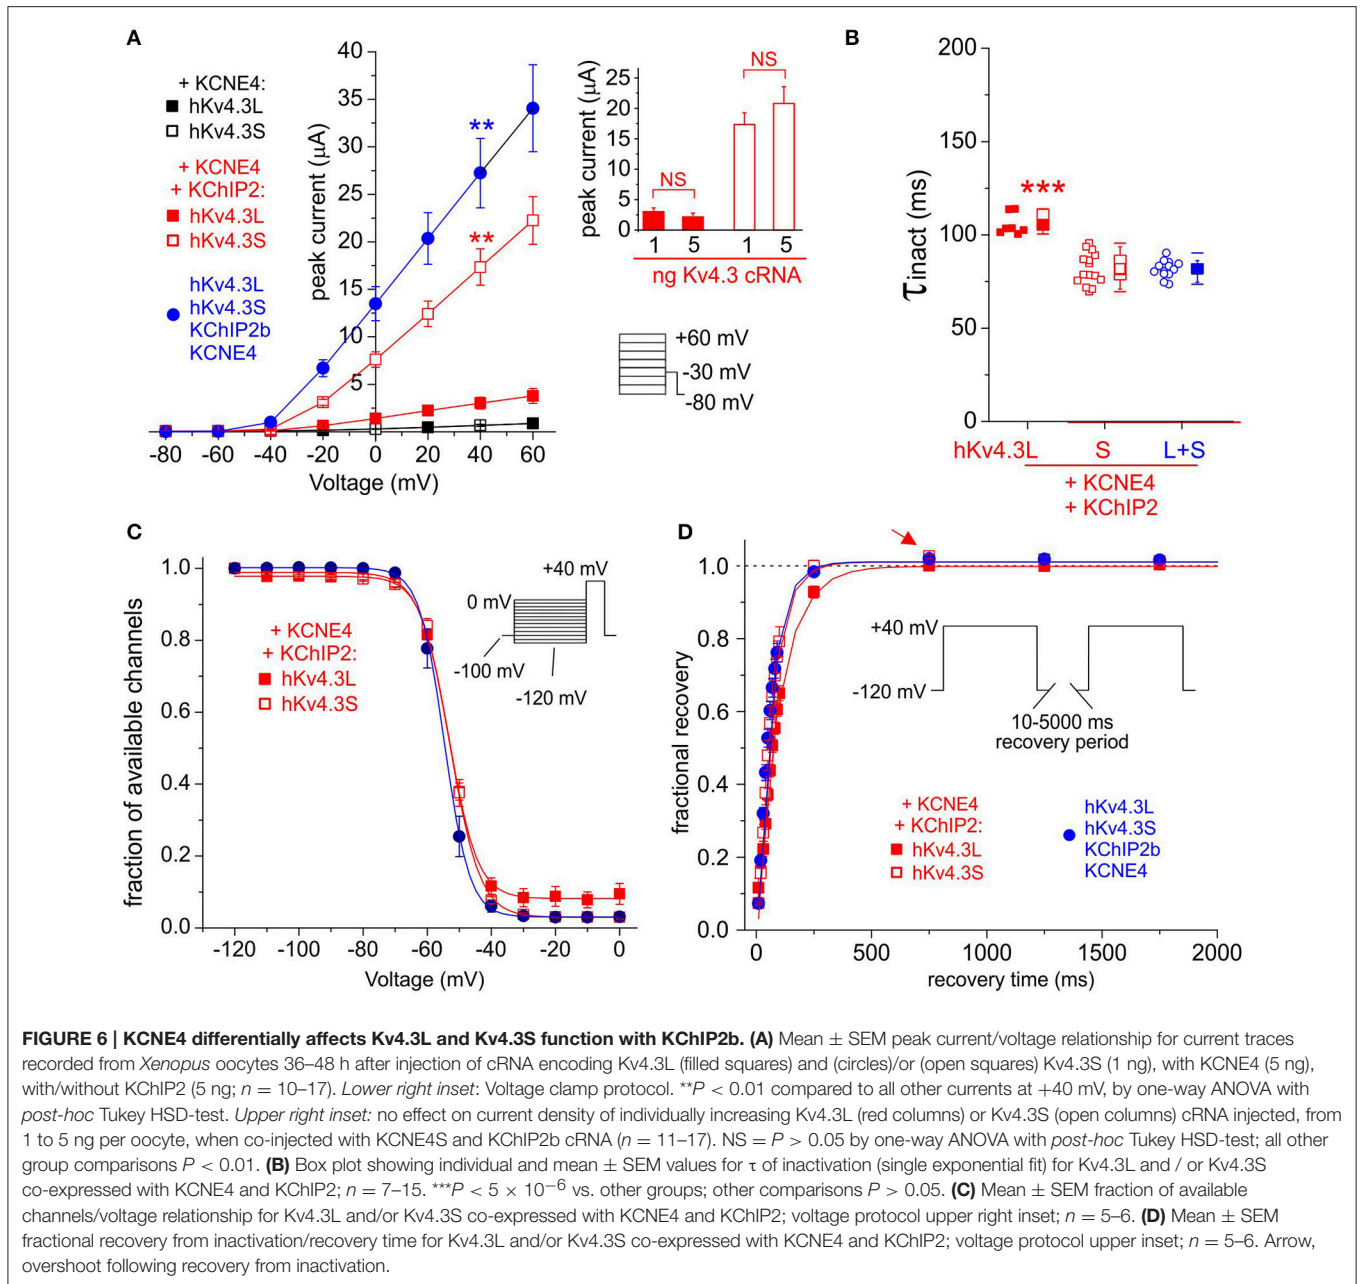 A
+ KCNE4:
hKv4.3L
hKv4.3S
+ KCNE4
+ KChIP2:
hKv4.3L
hKv4.3S
hKv4.3L
hKv4.3S
KChIP2b
KCNE4
peak current (µA)
40
35
30
25
20
15
10
5
**
**
-80 -60 -40 -20 0 20 40 60
Voltage (mV)
peak current (µA)
25
20
15
10
5
0
NS
NS
1 5 1 5
ng Kv4.3 cRNA
+60 mV
-30 mV
-80 mV
B
τinact (ms)
200
150
100
50
0
***
hKv4.3L S L+S
+ KCNE4
+ KChIP2
C
fraction of available channels
1.0
0.8
0.6
0.4
0.2
0.0
+ KCNE4
+ KChIP2:
hKv4.3L
hKv4.3S
+40 mV
0 mV
-100 mV
-120 mV
-120 -100 -80 -60 -40 -20 0
Voltage (mV)
D
fractional recovery
1.0
0.8
0.6
0.4
0.2
0.0
+40 mV
-120 mV
10-5000 ms
recovery period
+ KCNE4
+ KChIP2:
hKv4.3L
hKv4.3S
hKv4.3L
hKv4.3S
KChIP2b
KCNE4
0 500 1000 1500 2000
recovery time (ms)
FIGURE 6 | KCNE4 differentially affects Kv4.3L and Kv4.3S function with KChIP2b. (A) Mean ± SEM peak current/voltage relationship for current traces
recorded from Xenopus oocytes 36–48 h after injection of cRNA encoding Kv4.3L (filled squares) and (circles)/or (open squares) Kv4.3S (1 ng), with KCNE4 (5 ng),
with/without KChIP2 (5 ng; n = 10–17). Lower right inset: Voltage clamp protocol. **P < 0.01 compared to all other currents at +40 mV, by one-way ANOVA with
post-hoc Tukey HSD-test. Upper right inset: no effect on current density of individually increasing Kv4.3L (red columns) or Kv4.3S (open columns) cRNA injected, from
1 to 5 ng per oocyte, when co-injected with KCNE4S and KChIP2b cRNA (n = 11–17). NS = P > 0.05 by one-way ANOVA with post-hoc Tukey HSD-test; all other
group comparisons P < 0.01. (B) Box plot showing individual and mean ± SEM values for τ of inactivation (single exponential fit) for Kv4.3L and / or Kv4.3S
co-expressed with KCNE4 and KChIP2; n = 7–15. ***P < 5 × 10−6 vs. other groups; other comparisons P > 0.05. (C) Mean ± SEM fraction of available
channels/voltage relationship for Kv4.3L and/or Kv4.3S co-expressed with KCNE4 and KChIP2; voltage protocol upper right inset; n = 5–6. (D) Mean ± SEM
fractional recovery from inactivation/recovery time for Kv4.3L and/or Kv4.3S co-expressed with KCNE4 and KChIP2; voltage protocol upper inset; n = 5–6. Arrow,
overshoot following recovery from inactivation.